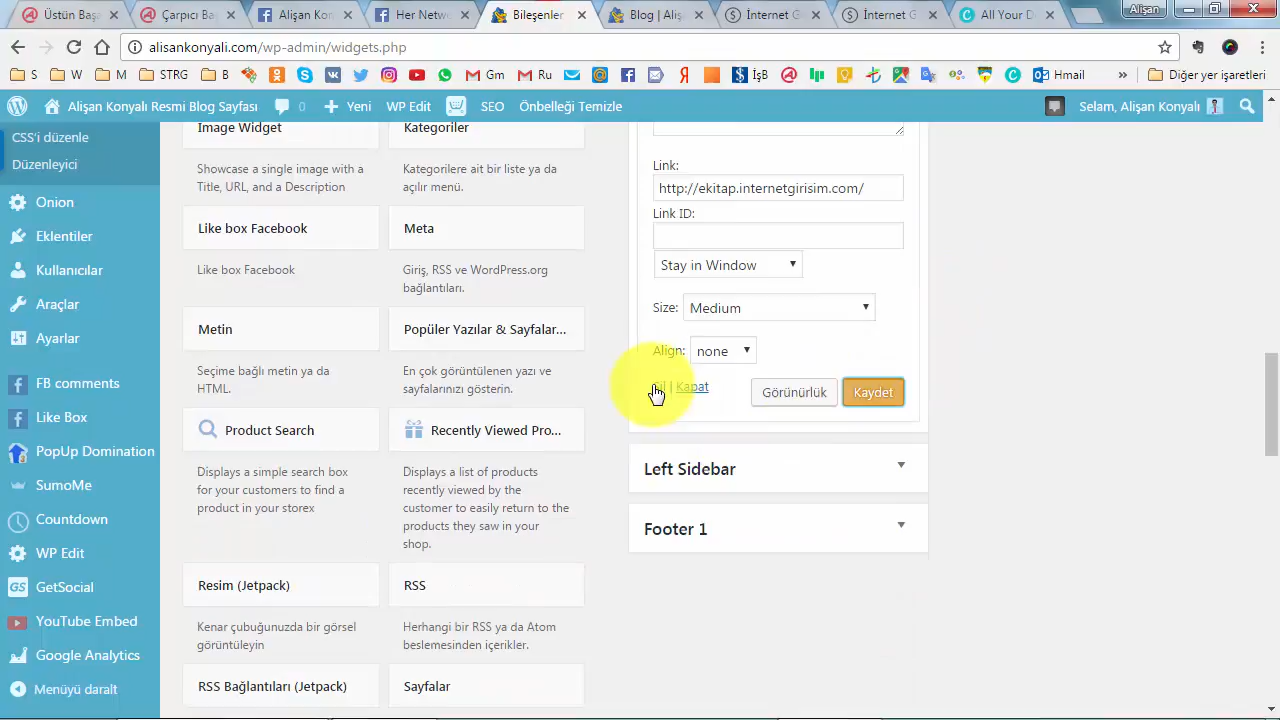 Üstün Başa
Çarpıcı Ba
Alişan Kon
Her Netw
Bileşenler
Blog | Ali
İnternet G
İnternet G
All Your D
Alişan
alisankonyali.com/wp-admin/widgets.php
S
W
M
STRG
B
Gm
Ru
İşB
Hmail
»
Diğer yer işaretleri
Alişan Konyalı Resmi Blog Sayfası
0
Yeni
WP Edit
SEO
Önbelleği Temizle
Selam, Alişan Konyalı
CSS'i düzenle
Düzenleyici
Onion
Eklentiler
Kullanıcılar
Araçlar
Ayarlar
FB comments
Like Box
PopUp Domination
SumoMe
Countdown
WP Edit
GetSocial
YouTube Embed
Google Analytics
Menüyü daralt
Image Widget
Showcase a single image with a
Title, URL, and a Description
Like box Facebook
Like box Facebook
Metin
Seçime bağlı metin ya da
HTML.
Product Search
Displays a simple search box
for your customers to find a
product in your storex
Resim (Jetpack)
Kenar çubuğunuzda bir görsel
görüntüleyin
RSS Bağlantıları (Jetpack)
Kategoriler
Kategorilere ait bir liste ya da
açılır menü.
Meta
Giriş, RSS ve WordPress.org
bağlantıları.
Popüler Yazılar & Sayfalar...
En çok görüntülenen yazı ve
sayfalarınızı gösterin.
Recently Viewed Pro...
Displays a list of products
recently viewed by the
customer to easily return to the
products they saw in your
shop.
RSS
Herhangi bir RSS ya da Atom
beslemesinden içerikler.
Sayfalar
Link:
http://ekitap.internetgirisim.com/
Link ID:
Stay in Window
Size: Medium
Align: none
Sil | Kapat
Görünürlük
Kaydet
Left Sidebar
Footer 1